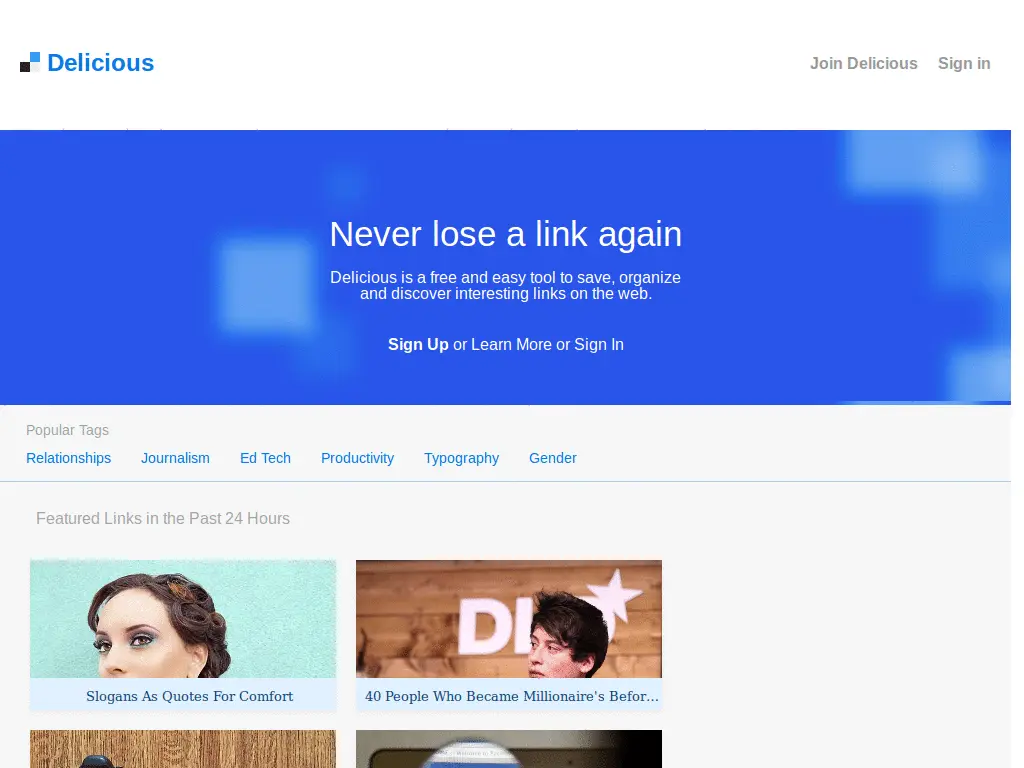 Delicious
Join Delicious
Sign in
Never lose a link again
Delicious is a free and easy tool to save, organize
and discover interesting links on the web.
Sign Up or Learn More or Sign In
Popular Tags
Relationships Journalism Ed Tech Productivity Typography Gender
Featured Links in the Past 24 Hours
DL
Slogans As Quotes For Comfort
40 People Who Became Millionaire's Befor...